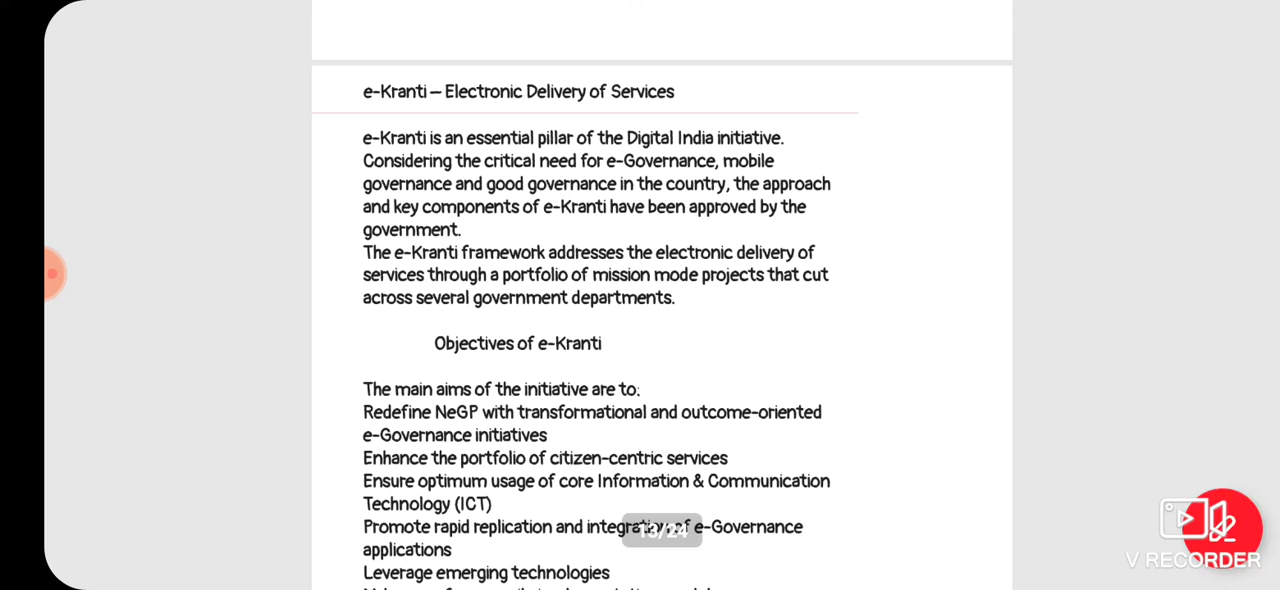 e-Kranti – Electronic Delivery of Services
e-Kranti is an essential pillar of the Digital India initiative.
Considering the critical need for e-Governance, mobile
governance and good governance in the country, the approach
and key components of e-Kranti have been approved by the
government.
The e-Kranti framework addresses the electronic delivery of
services through a portfolio of mission mode projects that cut
across several government departments.
Objectives of e-Kranti
The main aims of the initiative are to:
Redefine NeGP with transformational and outcome-oriented
e-Governance initiatives
Enhance the portfolio of citizen-centric services
Ensure optimum usage of core Information & Communication
Technology (ICT)
Promote rapid replication and integration of e-Governance
applications
13/24
Leverage emerging technologies
V RECORDER